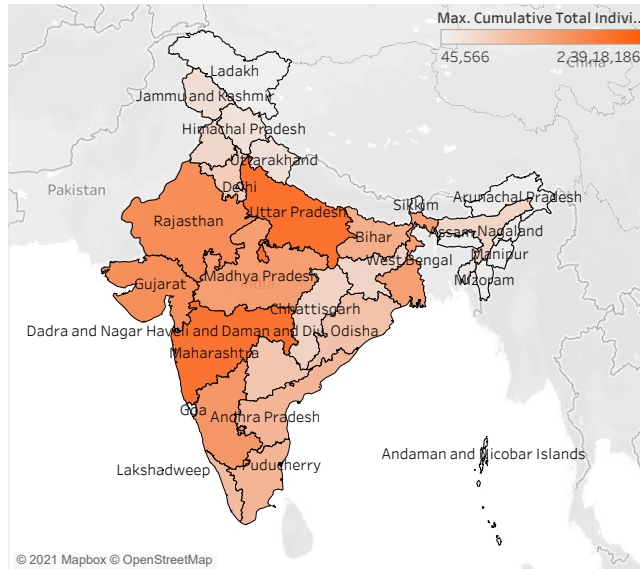 Max. Cumulative Total Indivi..
45,566 2,39,18,186
China
Ladakh
Jammu and Kashmir
Himachal Pradesh
Uttarakhand
Pakistan
Delhi
Sikkim
Arunachal Pradesh
Rajasthan
Uttar Pradesh
Bihar
Assam
Nagaland
West Bengal
Manipur
Gujarat
Madhya Pradesh
India
Mizoram
Chhattisgarh
Dadra and Nagar Haveli and Daman and Diu
Odisha
Maharashtra
Goa
Andhra Pradesh
Andaman and Nicobar Islands
Lakshadweep
Puducherry
© 2021 Mapbox © OpenStreetMap